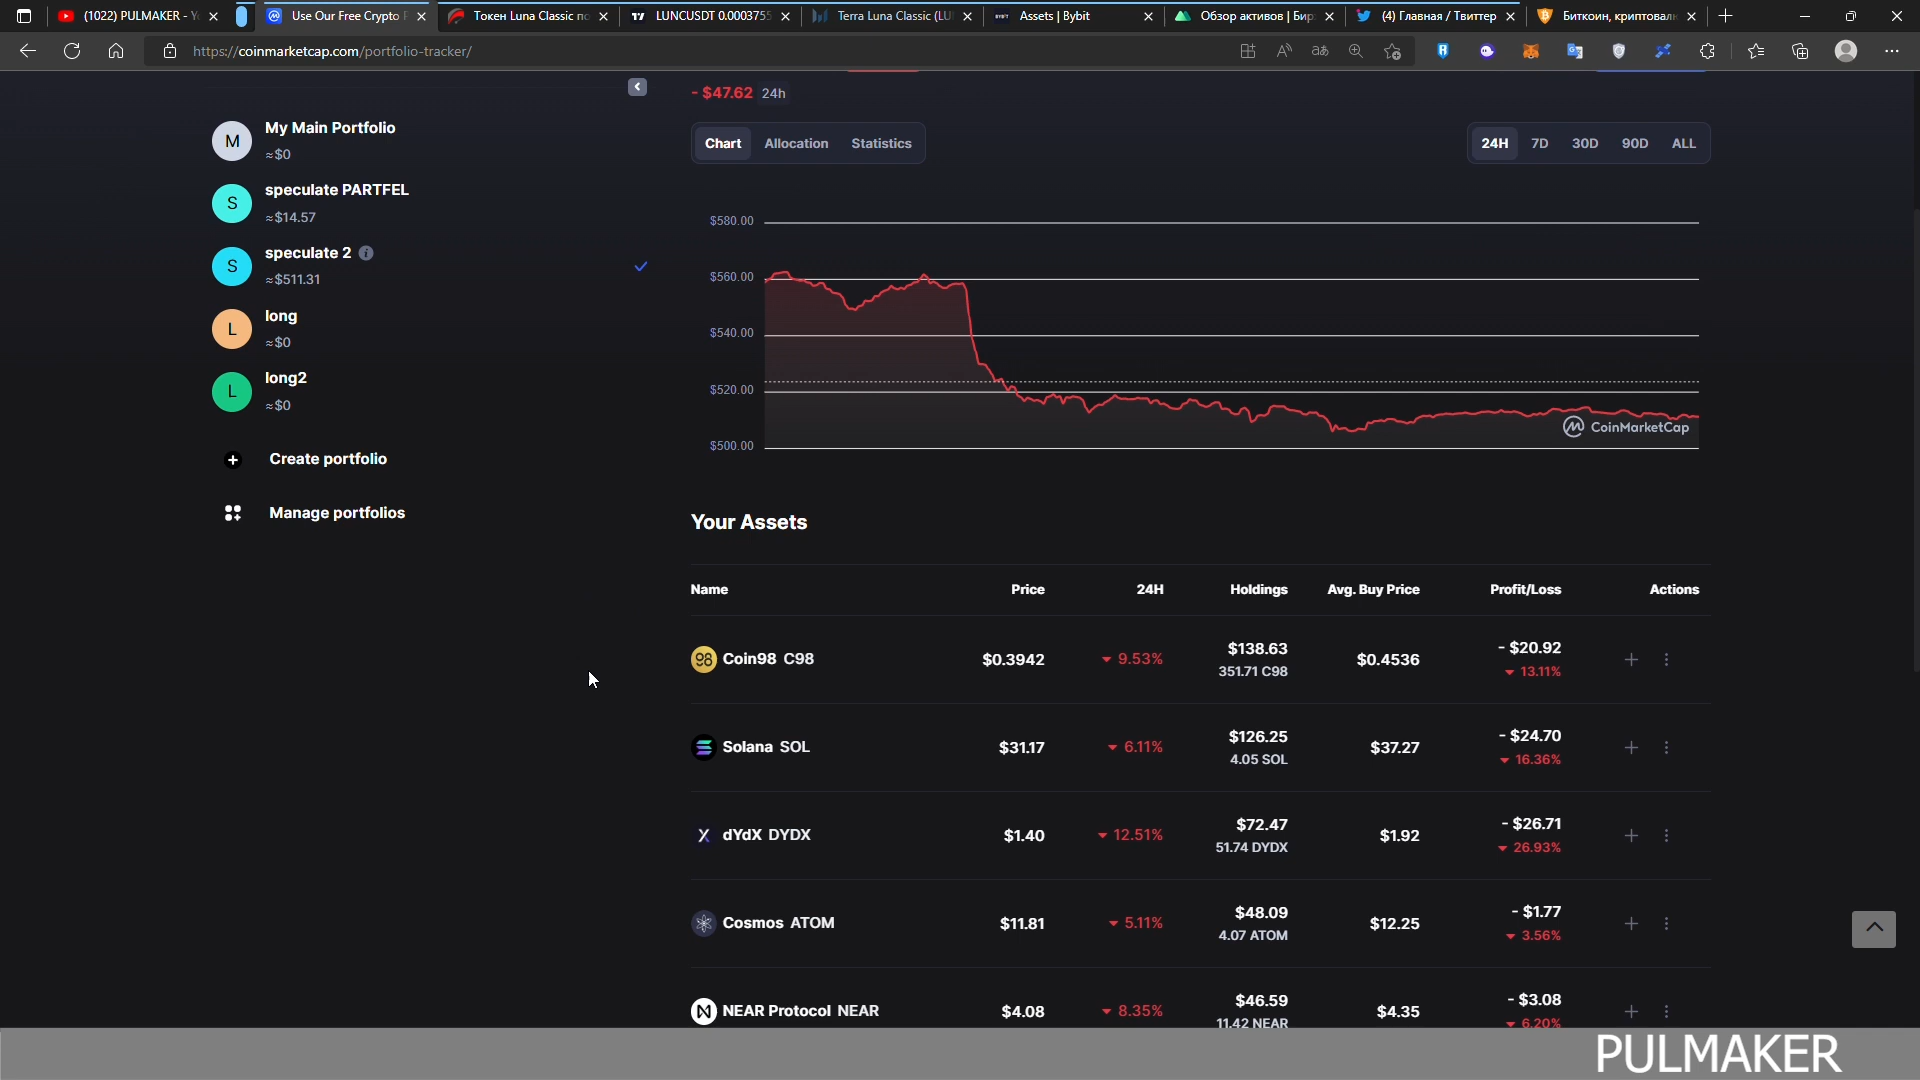 (1022) PULMAKER - Yo
Use Our Free Crypto P
Токен Luna Classic по
LUNCUSDT 0.0003755
Terra Luna Classic (LU
Assets | Bybit
Обзор активов | Бир
(4) Главная / Твиттер
Биткоин, криптовал
https://coinmarketcap.com/portfolio-tracker/
- $47.62 24h
My Main Portfolio
≈$0
speculate PARTFEL
≈$14.57
speculate 2
≈$511.31
long
≈$0
long2
≈$0
Create portfolio
Manage portfolios
Chart Allocation Statistics
24H 7D 30D 90D ALL
$580.00
$560.00
$540.00
$520.00
$500.00
CoinMarketCap
Your Assets
Name Price 24H Holdings Avg. Buy Price Profit/Loss Actions
Coin98 C98 $0.3942 9.53% $138.63 $0.4536 - $20.92
351.71 C98 13.11%
Solana SOL $31.17 6.11% $126.25 $37.27 - $24.70
4.05 SOL 16.36%
dYdX DYDX $1.40 12.51% $72.47 $1.92 - $26.71
51.74 DYDX 26.93%
Cosmos ATOM $11.81 5.11% $48.09 $12.25 - $1.77
4.07 ATOM 3.56%
NEAR Protocol NEAR $4.08 8.35% $46.59 $4.35 - $3.08
11.42 NEAR 6.20%
PULMAKER